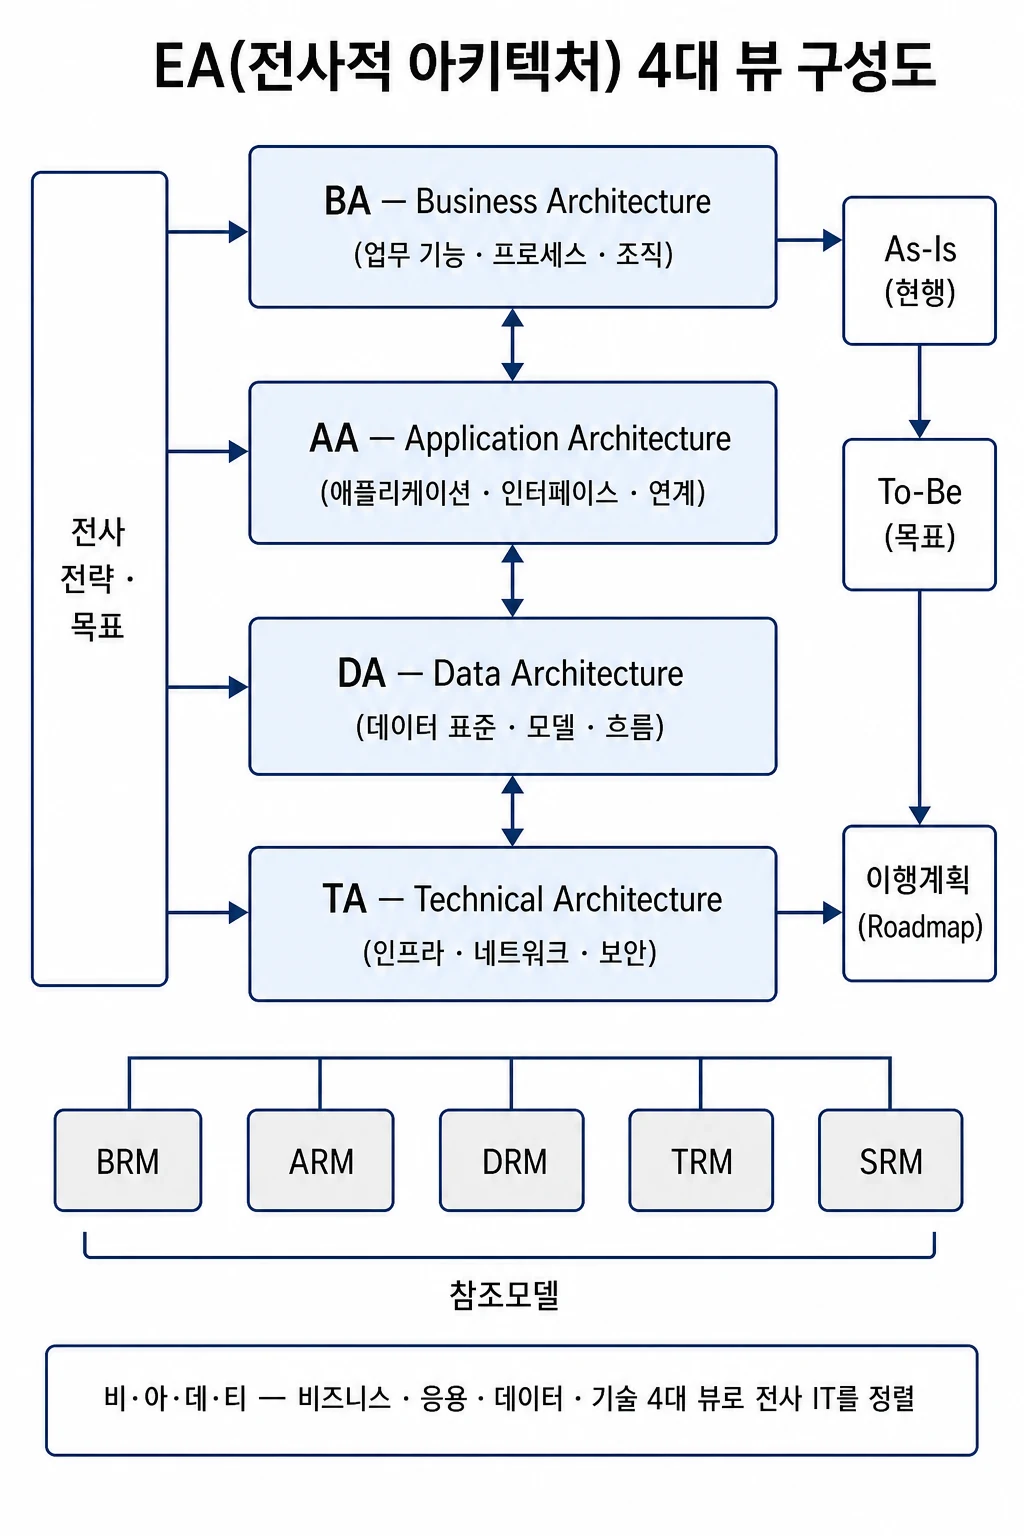 EA(전사적 아키텍처) 4대 뷰 구성도
BA — Business Architecture
(업무 기능 · 프로세스 · 조직)
As-Is
(현행)
AA — Application Architecture
(애플리케이션 · 인터페이스 · 연계)
To-Be
(목표)
전사
전략 ·
목표
DA — Data Architecture
(데이터 표준 · 모델 · 흐름)
TA — Technical Architecture
(인프라 · 네트워크 · 보안)
이행계획
(Roadmap)
BRM
ARM
DRM
TRM
SRM
참조모델
비·아·데·티 — 비즈니스 · 응용 · 데이터 · 기술 4대 뷰로 전사 IT를 정렬